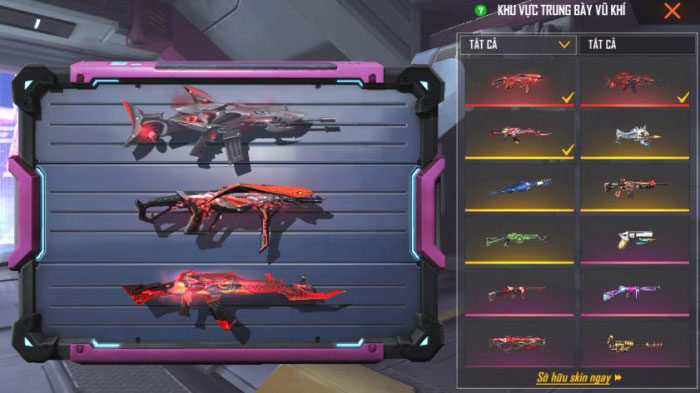 ? KHU VỰC TRƯNG BÀY VŨ KHÍ
TẤT CẢ TẤT CẢ
Sở hữu skin ngay